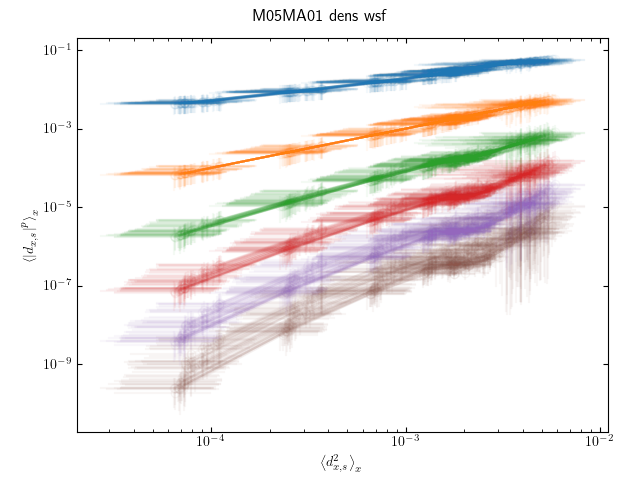 M05MA01 dens wsf
10⁻¹
10⁻³
10⁻⁵
10⁻⁷
10⁻⁹
⟨|d_{x,s}|^p⟩_x
10⁻⁴
10⁻³
10⁻²
⟨d²_{x,s}⟩_x